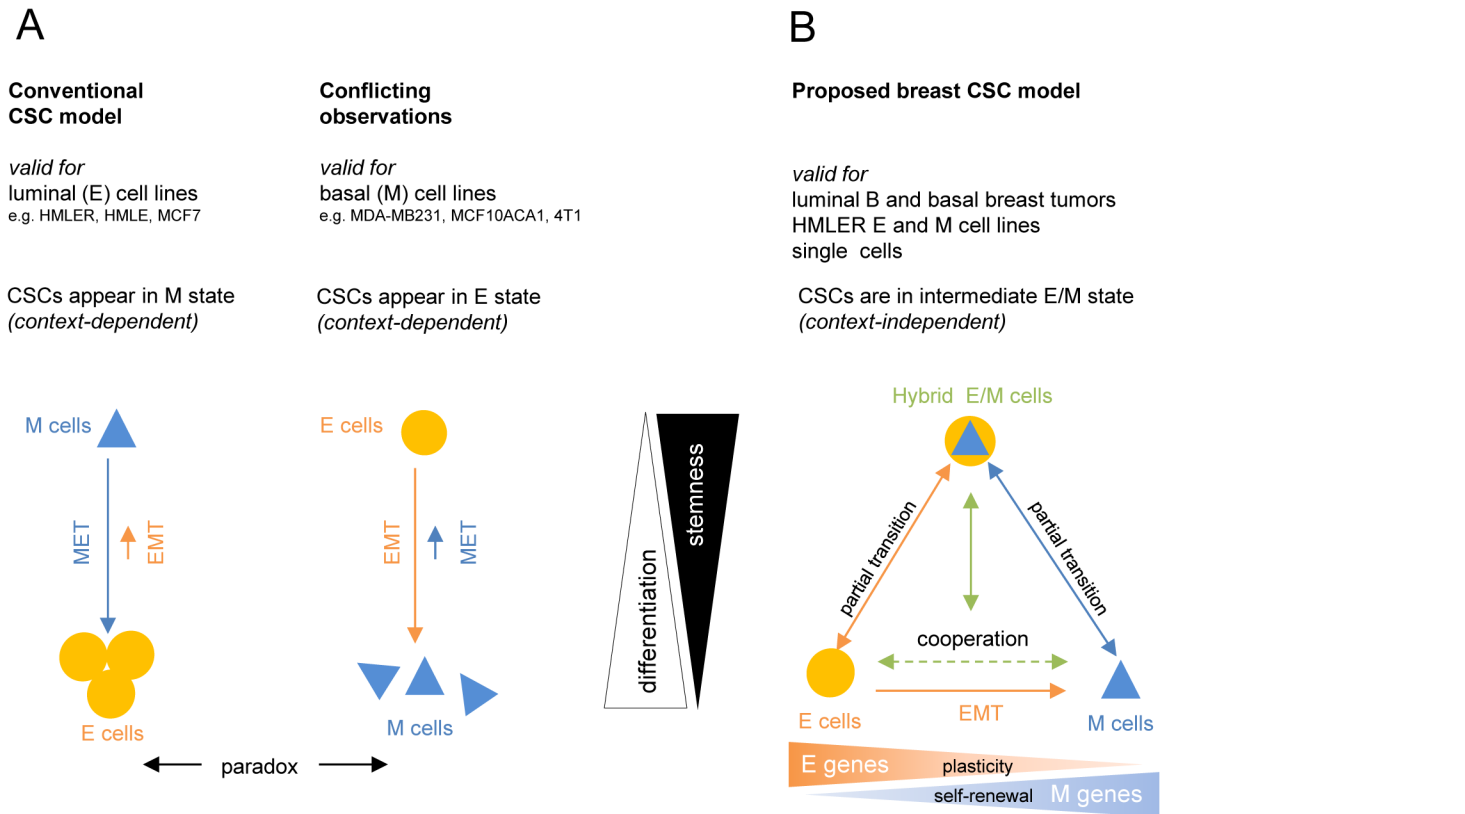 A
Conventional
CSC model
valid for
luminal (E) cell lines
e.g. HMLER, HMLE, MCF7
CSCs appear in M state
(context-dependent)
M cells
MET
EMT
E cells
Conflicting
observations
valid for
basal (M) cell lines
e.g. MDA-MB231, MCF10ACA1, 4T1
CSCs appear in E state
(context-dependent)
E cells
EMT
MET
M cells
paradox
differentiation
stemness
B
Proposed breast CSC model
valid for
luminal B and basal breast tumors
HMLER E and M cell lines
single cells
CSCs are in intermediate E/M state
(context-independent)
Hybrid E/M cells
partial transition
partial transition
cooperation
EMT
E cells
M cells
E genes
plasticity
self-renewal
M genes